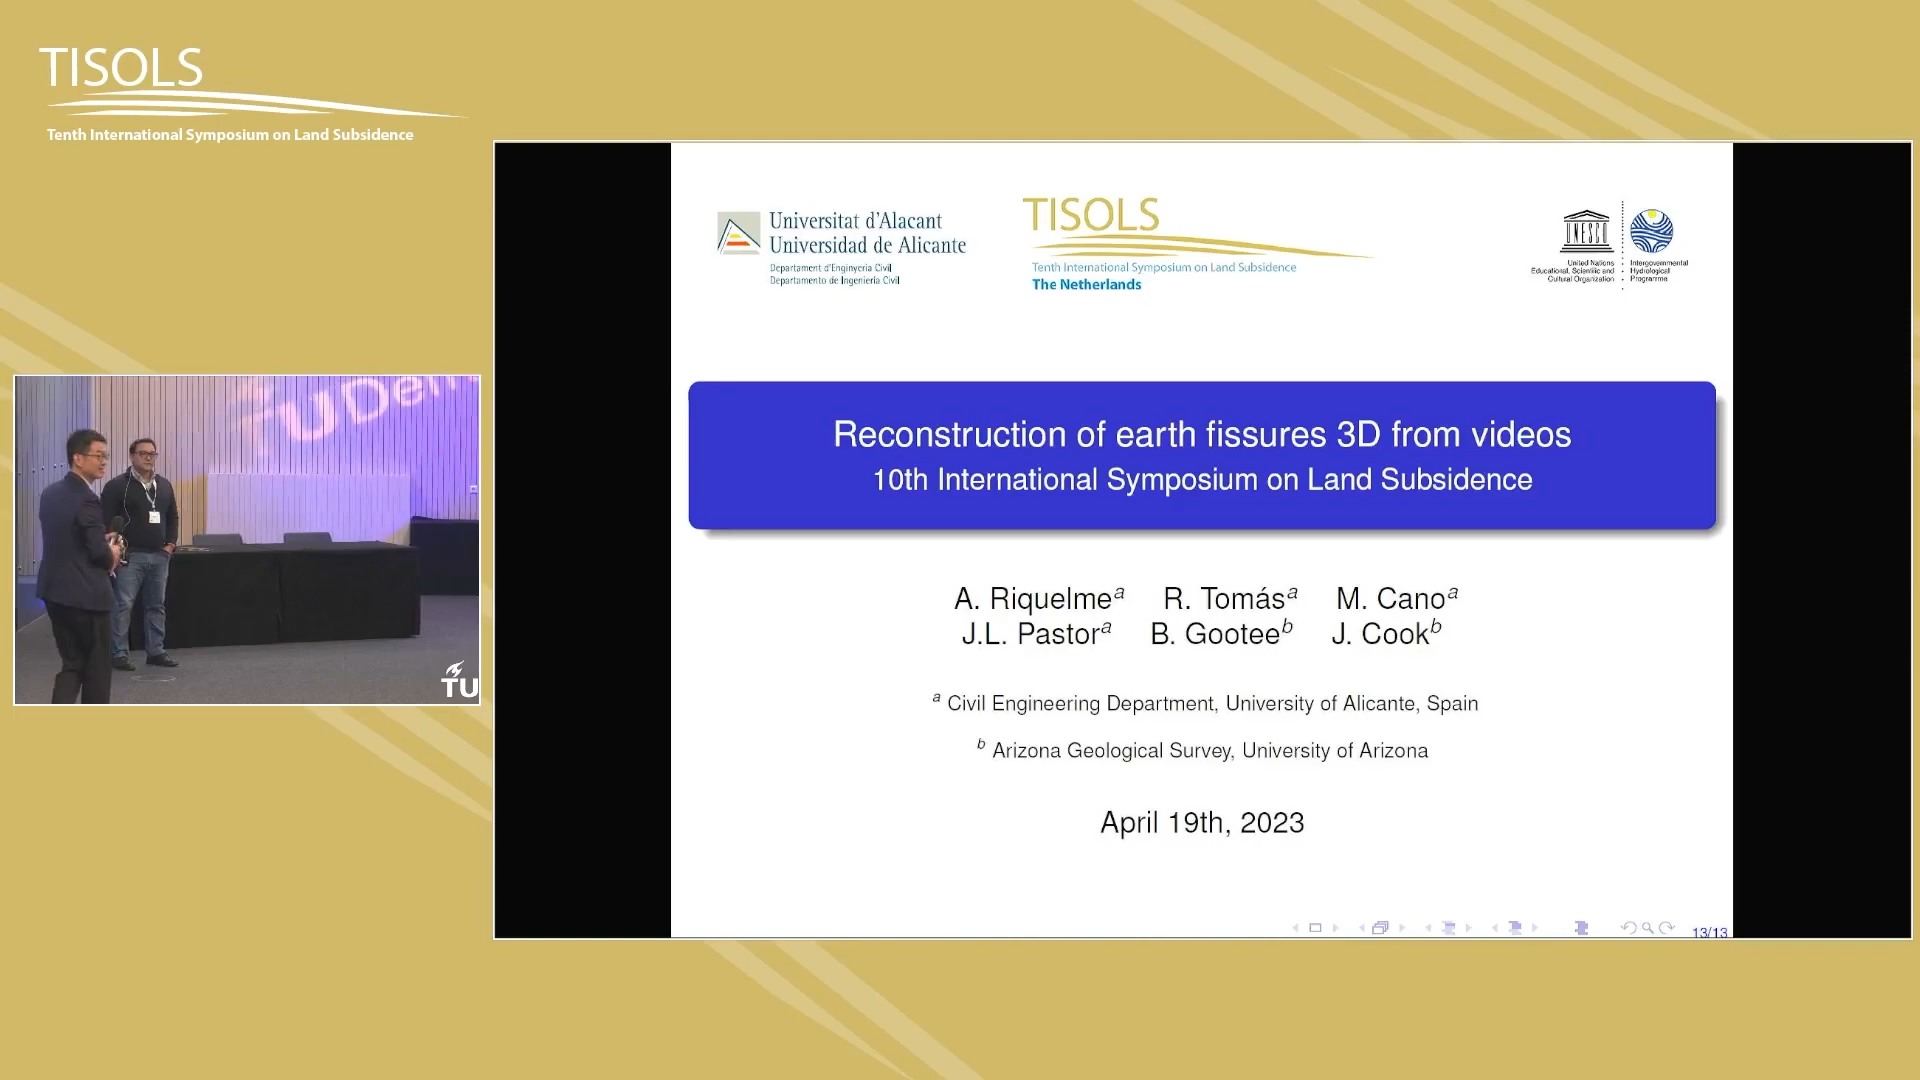 TISOLS
Tenth International Symposium on Land Subsidence
Universitat d'Alacant
Universidad de Alicante
Departament d'Enginyeria Civil
Departamento de Ingeniería Civil
TISOLS
Tenth International Symposium on Land Subsidence
The Netherlands
UNESCO
United Nations
Educational, Scientific and
Cultural Organization
Intergovernmental
Hydrological
Programme
Reconstruction of earth fissures 3D from videos
10th International Symposium on Land Subsidence
A. Riquelmeᵃ R. Tomásᵃ M. Canoᵃ
J.L. Pastorᵃ B. Gooteeᵇ J. Cookᵇ
ᵃ Civil Engineering Department, University of Alicante, Spain
ᵇ Arizona Geological Survey, University of Arizona
April 19th, 2023
13/13
TU
TU